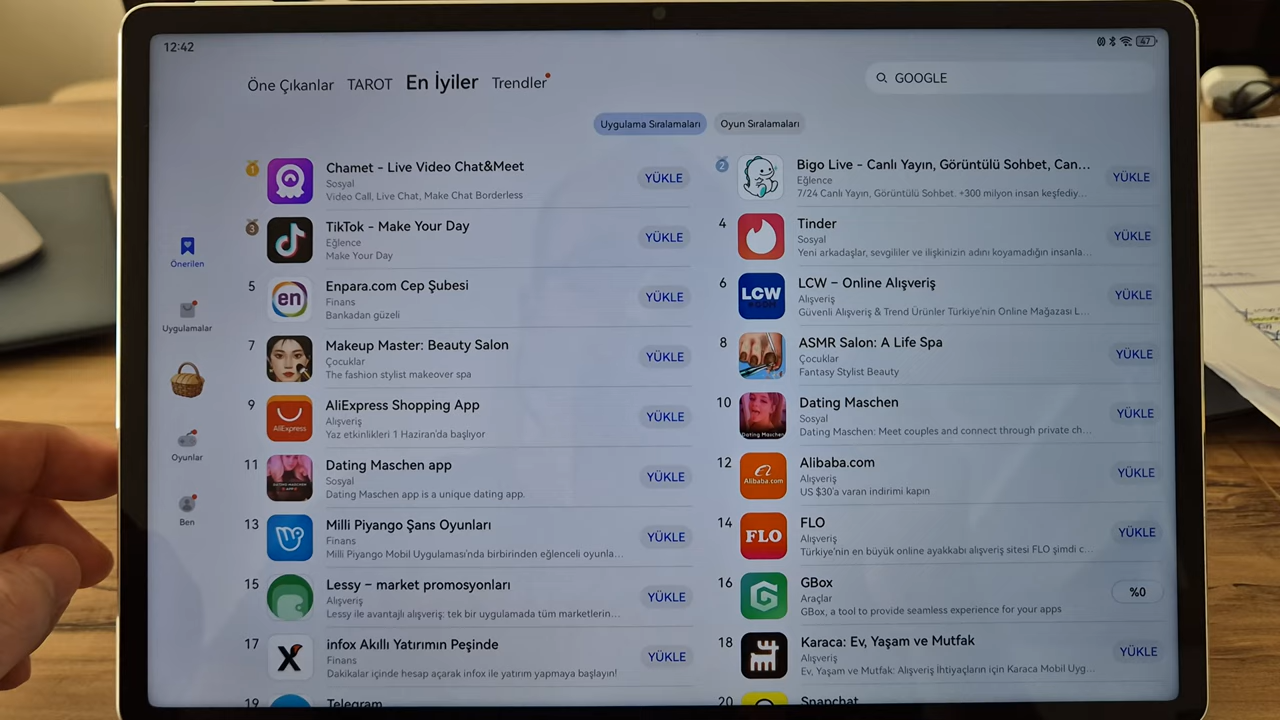 12:42
47
Öne Çıkanlar TAROT En İyiler Trendler
GOOGLE
Uygulama Sıralamaları Oyun Sıralamaları
Önerilen
Uygulamalar
Oyunlar
Ben
1
Chamet - Live Video Chat&Meet
Sosyal
Video Call, Live Chat, Make Chat Borderless
YÜKLE
2
Bigo Live - Canlı Yayın, Görüntülü Sohbet, Can...
Eğlence
7/24 Canlı Yayın, Görüntülü Sohbet. +300 milyon insan keşfediy...
YÜKLE
3
TikTok - Make Your Day
Eğlence
Make Your Day
YÜKLE
4
Tinder
Sosyal
Yeni arkadaşlar, sevgililer ve ilişkinizin adını koyamadığın insanla...
YÜKLE
5
en
Enpara.com Cep Şubesi
Finans
Bankadan güzeli
YÜKLE
6
LCW
LCW – Online Alışveriş
Alışveriş
Güvenli Alışveriş & Trend Ürünler Türkiye'nin Online Mağazası L...
YÜKLE
7
Makeup Master: Beauty Salon
Çocuklar
The fashion stylist makeover spa
YÜKLE
8
ASMR Salon: A Life Spa
Çocuklar
Fantasy Stylist Beauty
YÜKLE
9
AliExpress
AliExpress Shopping App
Alışveriş
Yaz etkinlikleri 1 Haziran'da başlıyor
YÜKLE
10
Dating Maschen
Dating Maschen
Sosyal
Dating Maschen: Meet couples and connect through private ch...
YÜKLE
11
Dating Maschen app
Sosyal
Dating Maschen app is a unique dating app.
YÜKLE
12
Alibaba.com
Alibaba.com
Alışveriş
US $30'a varan indirimi kapın
YÜKLE
13
Milli Piyango Şans Oyunları
Finans
Milli Piyango Mobil Uygulaması'nda birbirinden eğlenceli oyunla...
YÜKLE
14
FLO
FLO
Alışveriş
Türkiye'nin en büyük online ayakkabı alışveriş sitesi FLO şimdi c...
YÜKLE
15
Lessy – market promosyonları
Alışveriş
Lessy ile avantajlı alışveriş: tek bir uygulamada tüm marketlerin...
YÜKLE
16
GBox
Araçlar
GBox, a tool to provide seamless experience for your apps
%0
17
infox Akıllı Yatırımın Peşinde
Finans
Dakikalar içinde hesap açarak infox ile yatırım yapmaya başlayın!
YÜKLE
18
Karaca: Ev, Yaşam ve Mutfak
Alışveriş
Ev, Yaşam ve Mutfak: Alışveriş İhtiyaçların için Karaca Mobil Uyg...
YÜKLE
19
Telegram
20
Snapchat